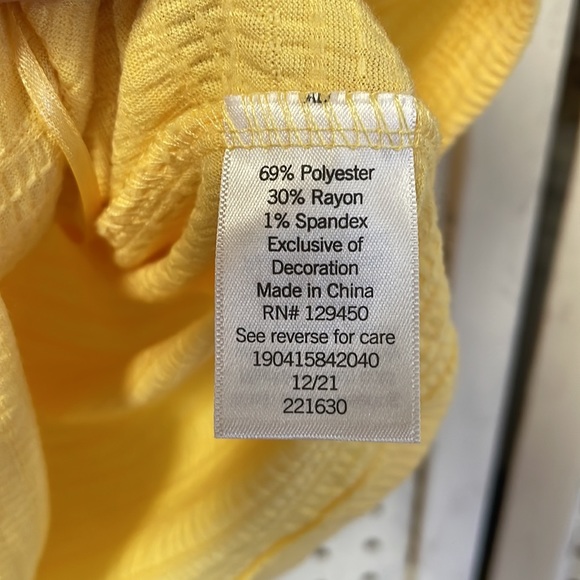 69% Polyester
30% Rayon
1% Spandex
Exclusive of
Decoration
Made in China
RN# 129450
See reverse for care
190415842040
12/21
221630